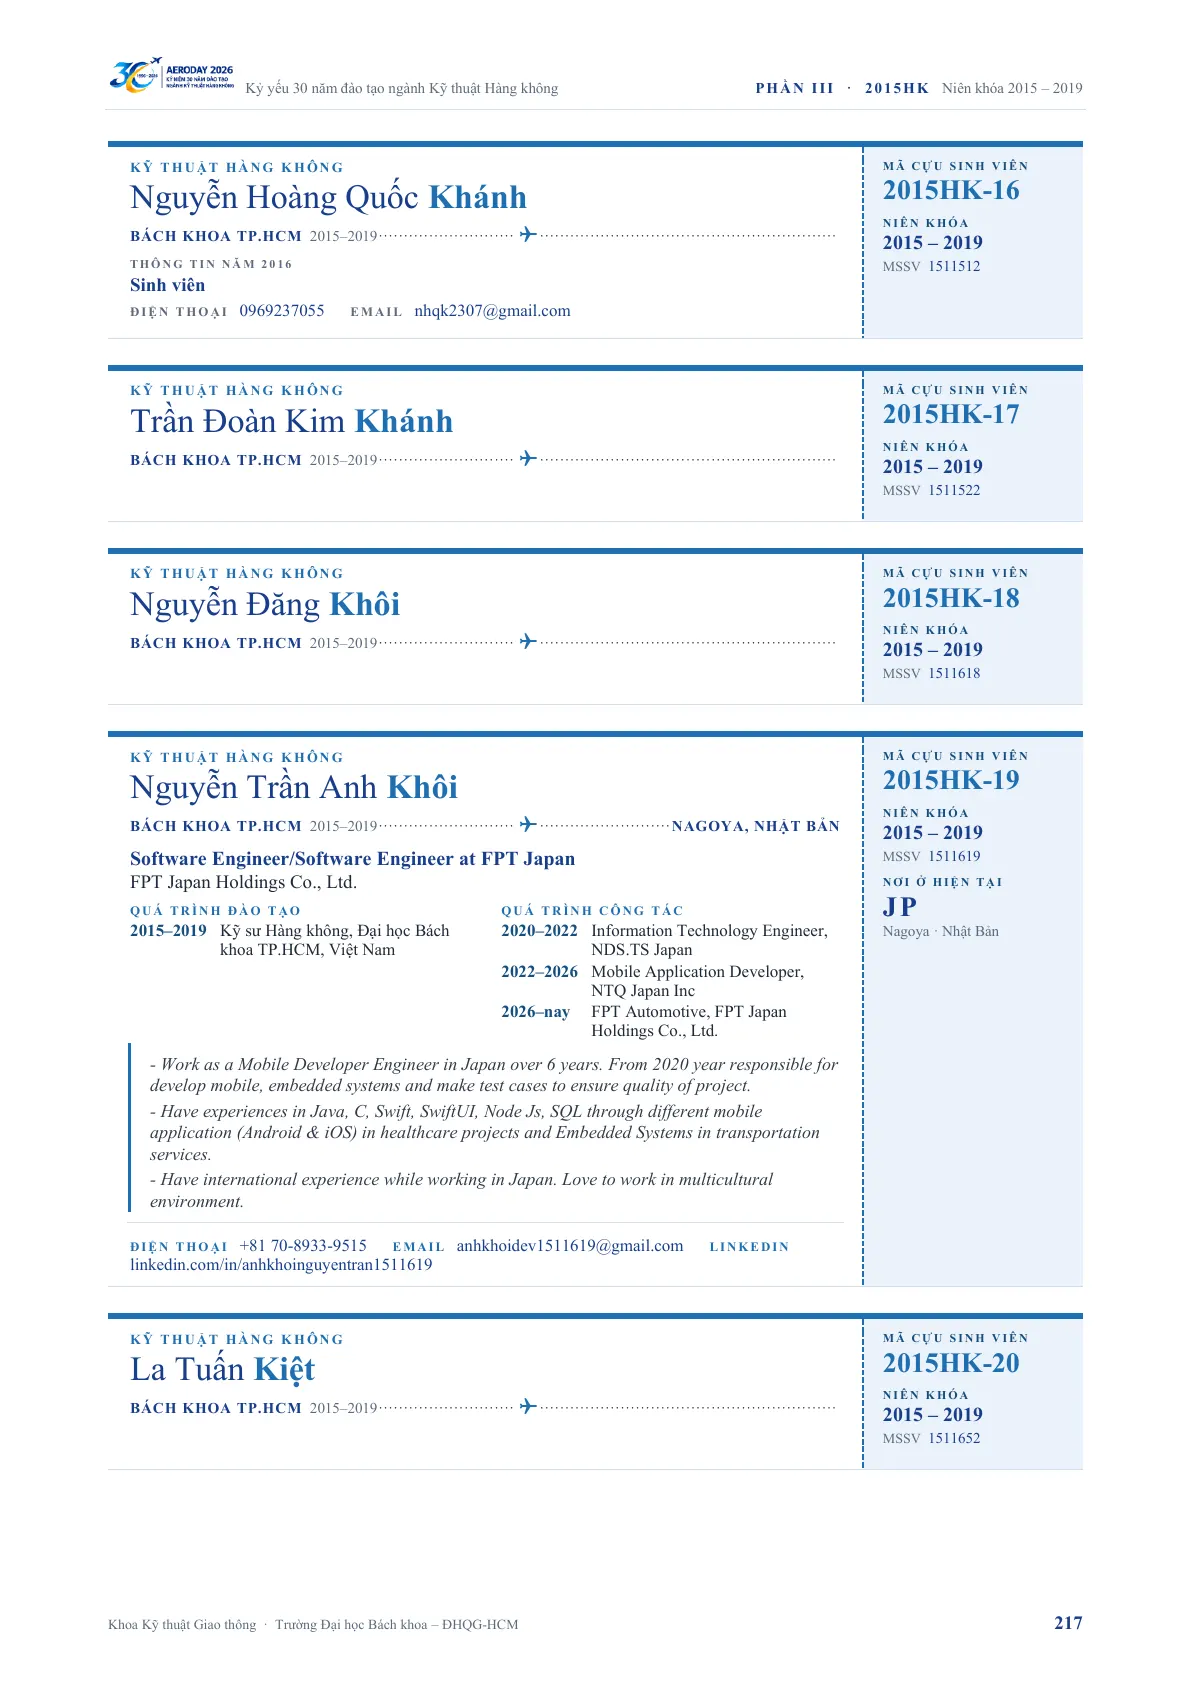 30 AERODAY 2026
1996 - 2026 KỶ NIỆM 30 NĂM ĐÀO TẠO
NGÀNH KỸ THUẬT HÀNG KHÔNG
Kỷ yếu 30 năm đào tạo ngành Kỹ thuật Hàng không
PHẦN III · 2015HK Niên khóa 2015 – 2019
KỸ THUẬT HÀNG KHÔNG
Nguyễn Hoàng Quốc Khánh
BÁCH KHOA TP.HCM 2015–2019
THÔNG TIN NĂM 2016
Sinh viên
ĐIỆN THOẠI 0969237055 EMAIL nhqk2307@gmail.com
MÃ CỰU SINH VIÊN
2015HK-16
NIÊN KHÓA
2015 – 2019
MSSV 1511512
KỸ THUẬT HÀNG KHÔNG
Trần Đoàn Kim Khánh
BÁCH KHOA TP.HCM 2015–2019
MÃ CỰU SINH VIÊN
2015HK-17
NIÊN KHÓA
2015 – 2019
MSSV 1511522
KỸ THUẬT HÀNG KHÔNG
Nguyễn Đăng Khôi
BÁCH KHOA TP.HCM 2015–2019
MÃ CỰU SINH VIÊN
2015HK-18
NIÊN KHÓA
2015 – 2019
MSSV 1511618
KỸ THUẬT HÀNG KHÔNG
Nguyễn Trần Anh Khôi
BÁCH KHOA TP.HCM 2015–2019 NAGOYA, NHẬT BẢN
Software Engineer/Software Engineer at FPT Japan
FPT Japan Holdings Co., Ltd.
QUÁ TRÌNH ĐÀO TẠO
2015–2019 Kỹ sư Hàng không, Đại học Bách
khoa TP.HCM, Việt Nam
QUÁ TRÌNH CÔNG TÁC
2020–2022 Information Technology Engineer,
NDS.TS Japan
2022–2026 Mobile Application Developer,
NTQ Japan Inc
2026–nay FPT Automotive, FPT Japan
Holdings Co., Ltd.
- Work as a Mobile Developer Engineer in Japan over 6 years. From 2020 year responsible for
develop mobile, embedded systems and make test cases to ensure quality of project.
- Have experiences in Java, C, Swift, SwiftUI, Node Js, SQL through different mobile
application (Android & iOS) in healthcare projects and Embedded Systems in transportation
services.
- Have international experience while working in Japan. Love to work in multicultural
environment.
ĐIỆN THOẠI +81 70-8933-9515 EMAIL anhkhoidev1511619@gmail.com LINKEDIN
linkedin.com/in/anhkhoinguyentran1511619
MÃ CỰU SINH VIÊN
2015HK-19
NIÊN KHÓA
2015 – 2019
MSSV 1511619
NƠI Ở HIỆN TẠI
JP
Nagoya · Nhật Bản
KỸ THUẬT HÀNG KHÔNG
La Tuấn Kiệt
BÁCH KHOA TP.HCM 2015–2019
MÃ CỰU SINH VIÊN
2015HK-20
NIÊN KHÓA
2015 – 2019
MSSV 1511652
Khoa Kỹ thuật Giao thông · Trường Đại học Bách khoa – ĐHQG-HCM
217